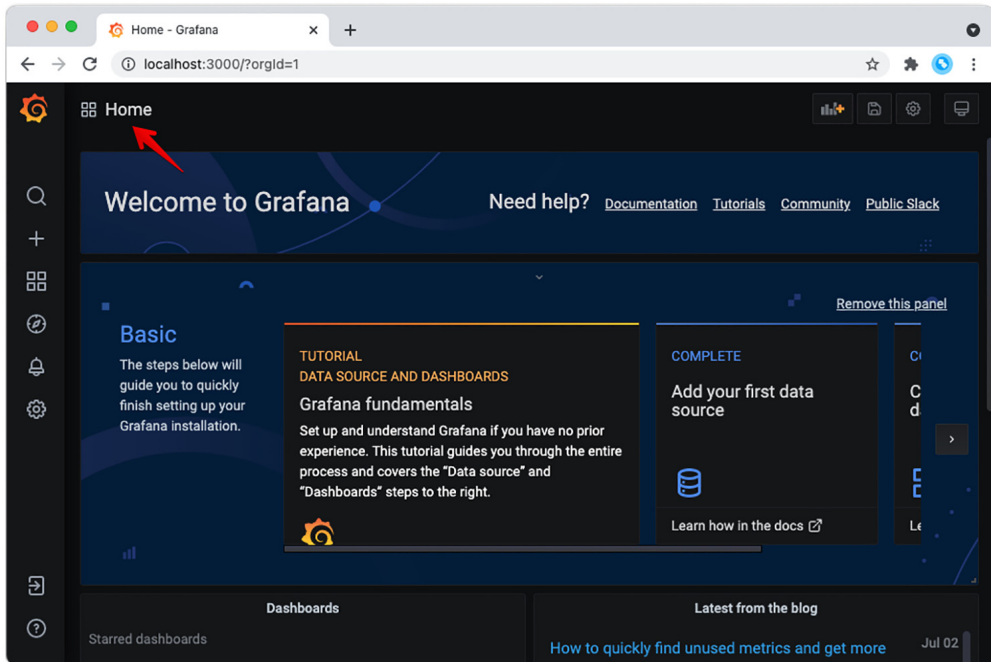 Home - Grafana
localhost:3000/?orgId=1
Home
Welcome to Grafana
Need help? Documentation Tutorials Community Public Slack
Remove this panel
Basic
The steps below will
guide you to quickly
finish setting up your
Grafana installation.
TUTORIAL
DATA SOURCE AND DASHBOARDS
Grafana fundamentals
Set up and understand Grafana if you have no prior
experience. This tutorial guides you through the entire
process and covers the “Data source” and
“Dashboards” steps to the right.
COMPLETE
Add your first data
source
Learn how in the docs
Dashboards
Starred dashboards
Latest from the blog
How to quickly find unused metrics and get more
Jul 02